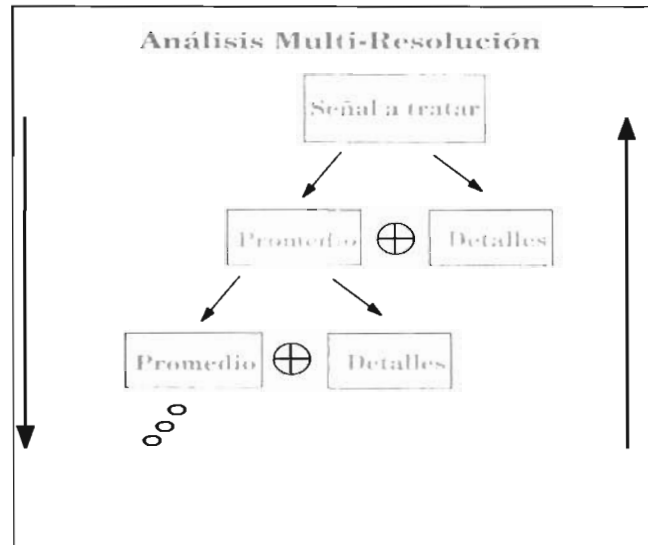 Análisis Multi-Resolución
Señal a tratar
Promedio
Detalles
Promedio
Detalles